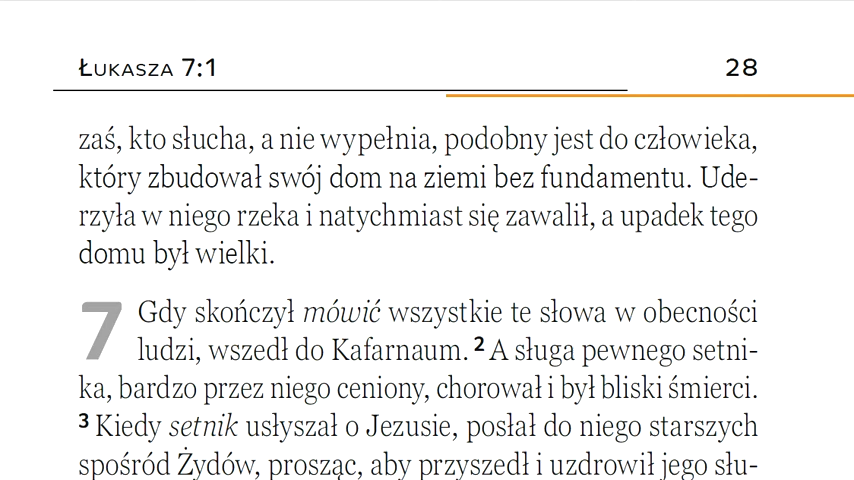 Łukasza 7:1 28
zaś, kto słucha, a nie wypełnia, podobny jest do człowieka,
który zbudował swój dom na ziemi bez fundamentu. Ude-
rzyła w niego rzeka i natychmiast się zawalił, a upadek tego
domu był wielki.
7 Gdy skończył mówić wszystkie te słowa w obecności
ludzi, wszedł do Kafarnaum. 2 A sługa pewnego setni-
ka, bardzo przez niego ceniony, chorował i był bliski śmierci.
3 Kiedy setnik usłyszał o Jezusie, posłał do niego starszych
spośród Żydów, prosząc, aby przyszedł i uzdrowił jego słu-